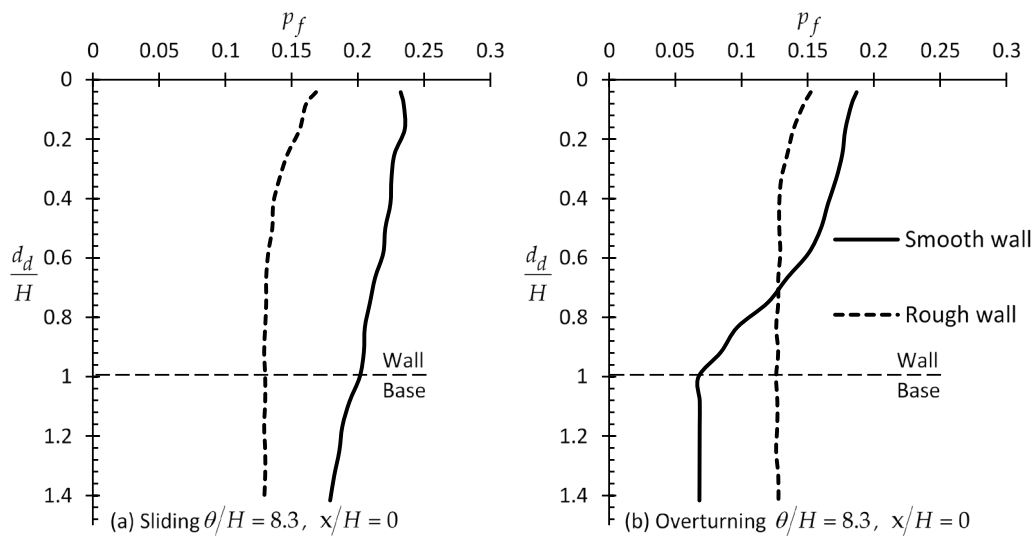 p_f
0 0.05 0.1 0.15 0.2 0.25 0.3
0
0.2
0.4
0.6
0.8
1
1.2
1.4
d_d/H
Wall
Base
(a) Sliding θ/H = 8.3, x/H = 0
p_f
0 0.05 0.1 0.15 0.2 0.25 0.3
0
0.2
0.4
0.6
0.8
1
1.2
1.4
d_d/H
Smooth wall
Rough wall
Wall
Base
(b) Overturning θ/H = 8.3, x/H = 0